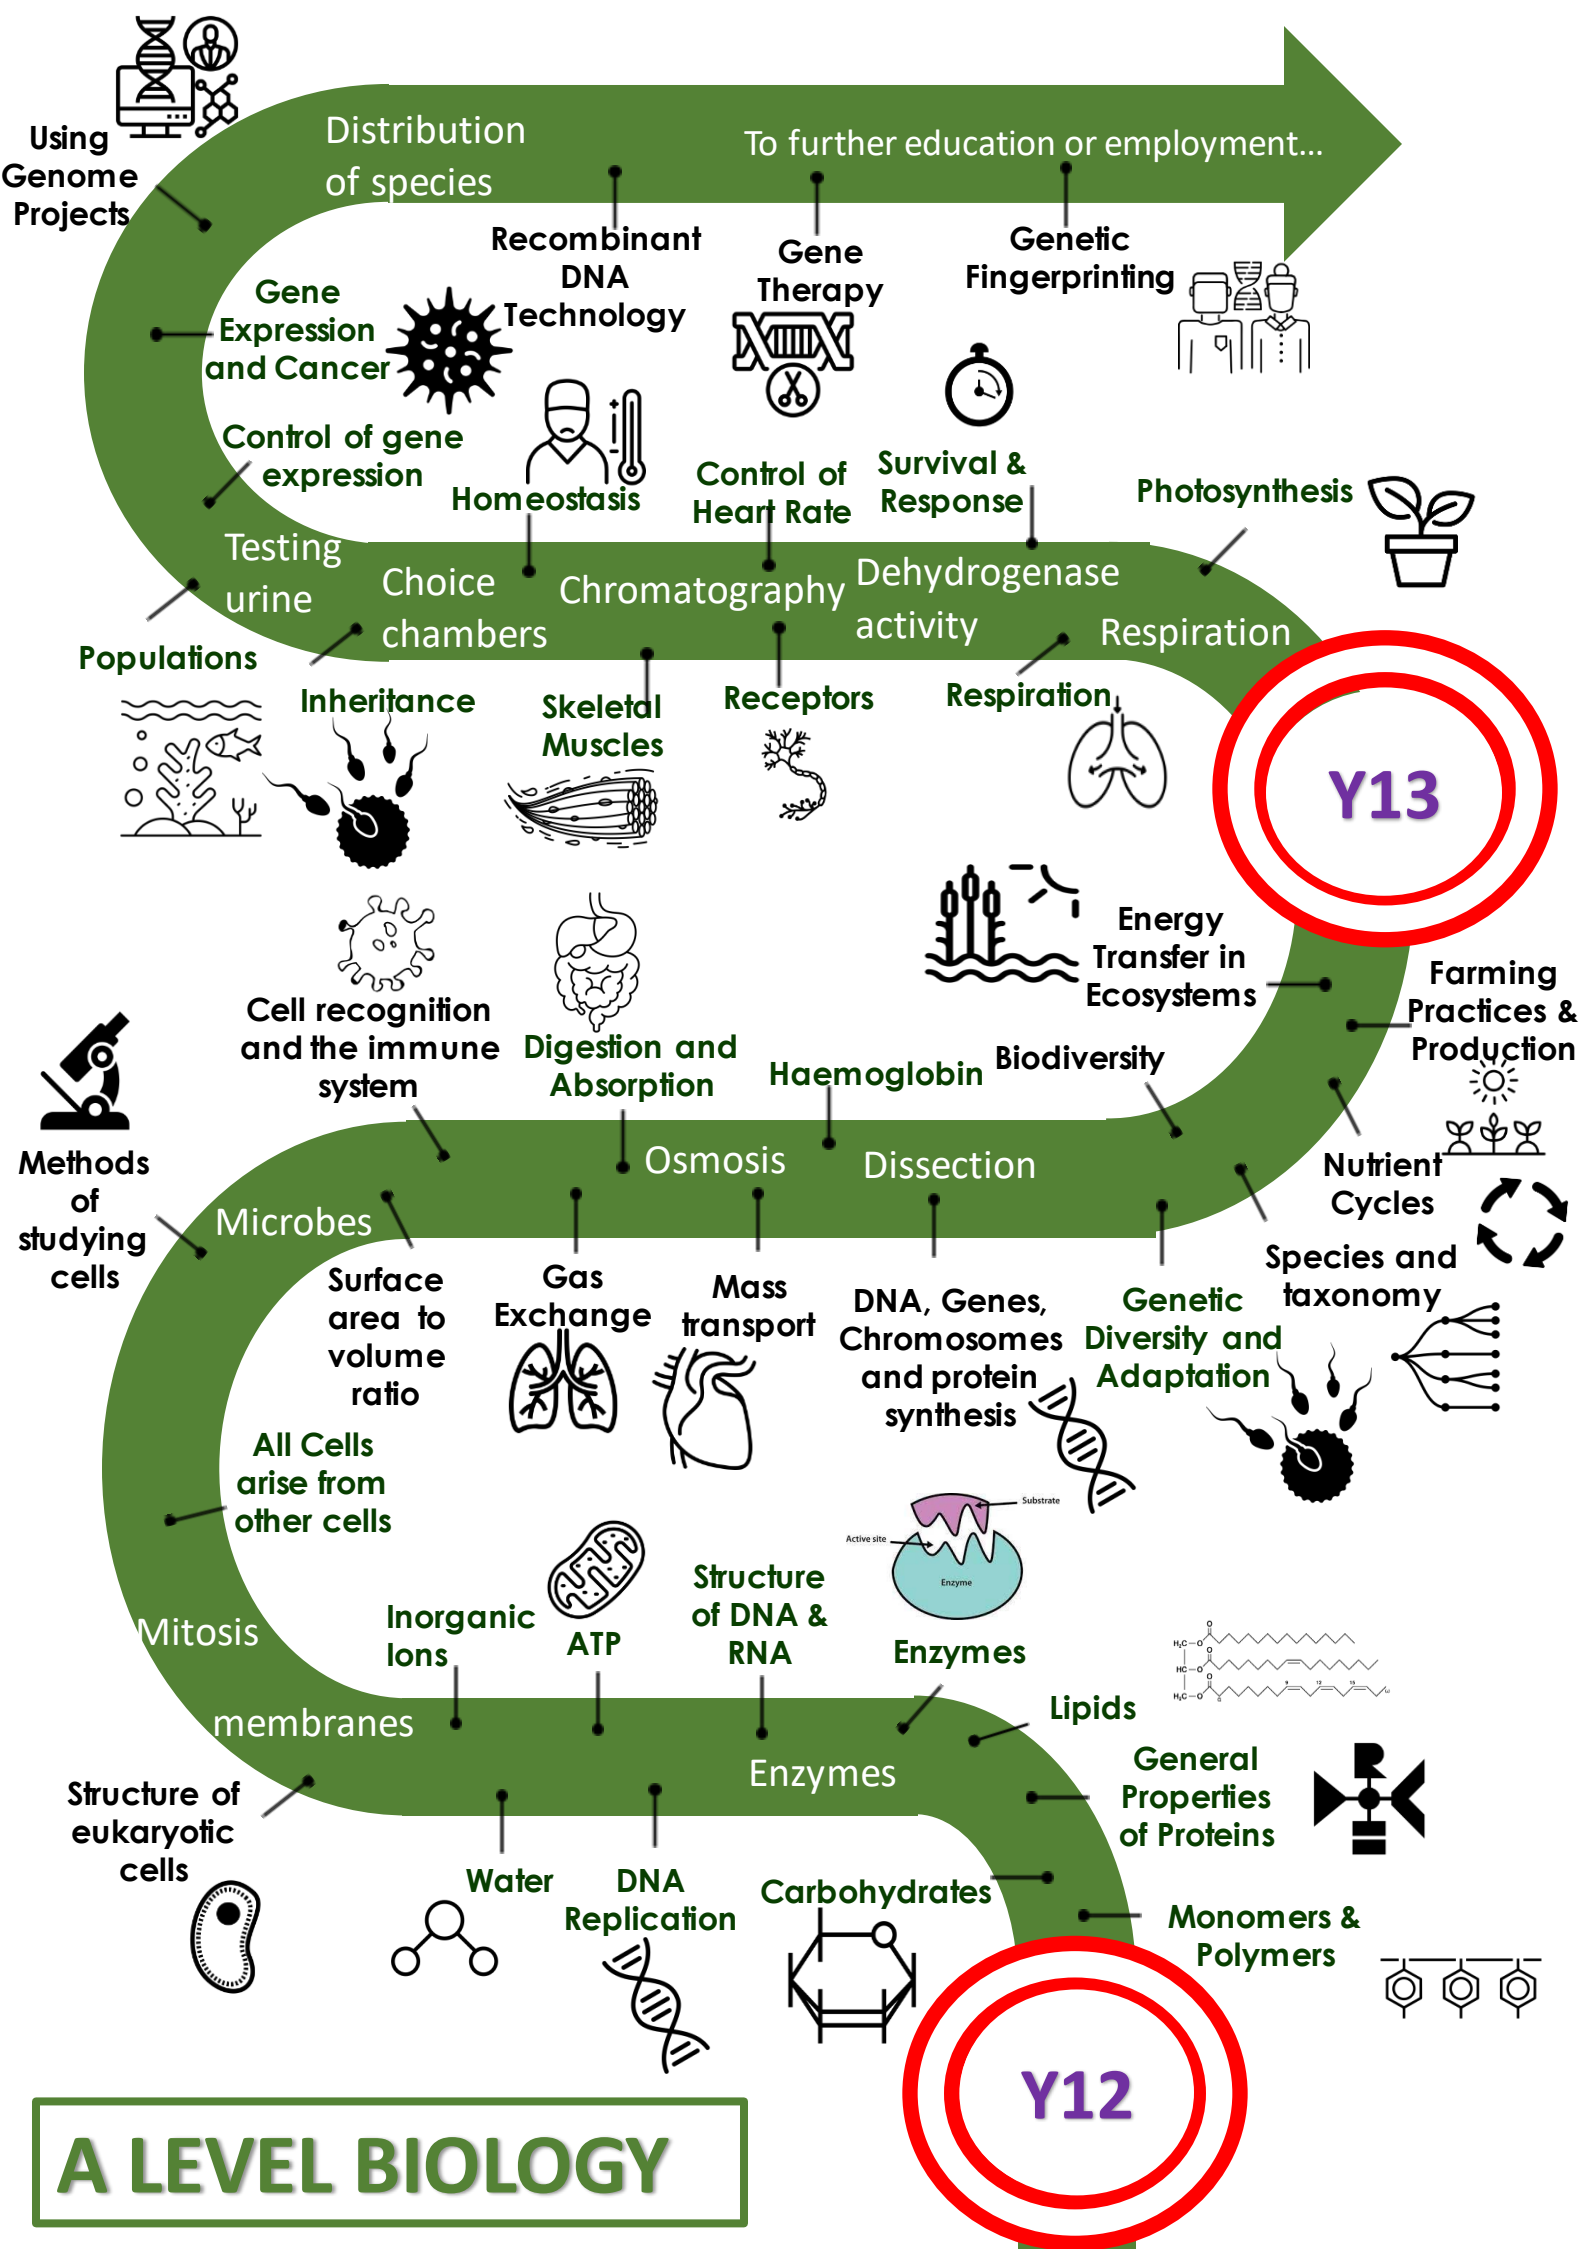 Using
Genome
Projects
Distribution
of species
To further education or employment...
Recombinant
DNA
Technology
Gene
Therapy
Genetic
Fingerprinting
Gene
Expression
and Cancer
Control of gene
expression
Homeostasis
Control of
Heart Rate
Survival &
Response
Photosynthesis
Testing
urine
Choice
chambers
Chromatography
Dehydrogenase
activity
Respiration
Populations
Inheritance
Skeletal
Muscles
Receptors
Respiration
Y13
Energy
Transfer in
Ecosystems
Farming
Practices &
Production
Cell recognition
and the immune
system
Digestion and
Absorption
Haemoglobin
Biodiversity
Methods
of
studying
cells
Microbes
Osmosis
Dissection
Nutrient
Cycles
Species and
taxonomy
Surface
area to
volume
ratio
Gas
Exchange
Mass
transport
DNA, Genes,
Chromosomes
and protein
synthesis
Genetic
Diversity and
Adaptation
All Cells
arise from
other cells
Substrate
Active site
Enzyme
Mitosis
Inorganic
Ions
ATP
Structure
of DNA &
RNA
Enzymes
Lipids
O
H₂C O
O
HC O
O
H₂C O
9 12 15
membranes
Enzymes
General
Properties
of Proteins
R
Structure of
eukaryotic
cells
Water
DNA
Replication
Carbohydrates
Monomers &
Polymers
Y12
A LEVEL BIOLOGY